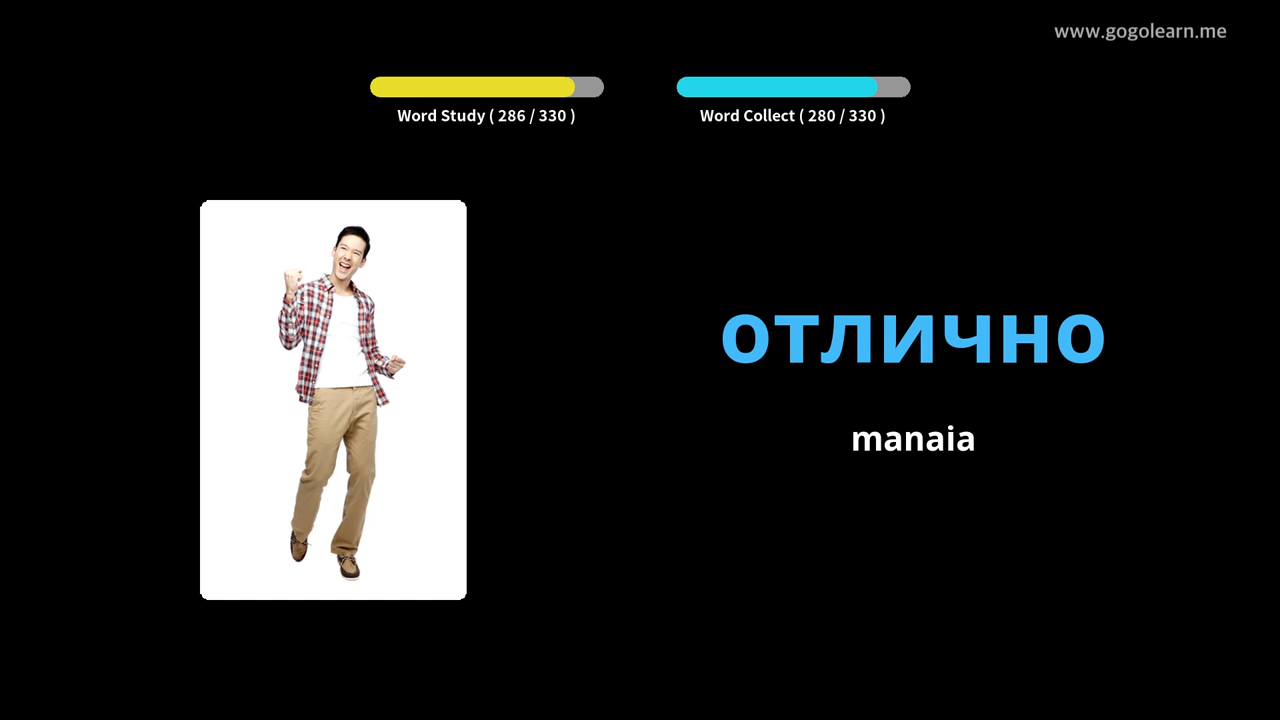 www.gogolearn.me
Word Study ( 286 / 330 )
Word Collect ( 280 / 330 )
отлично
manaia